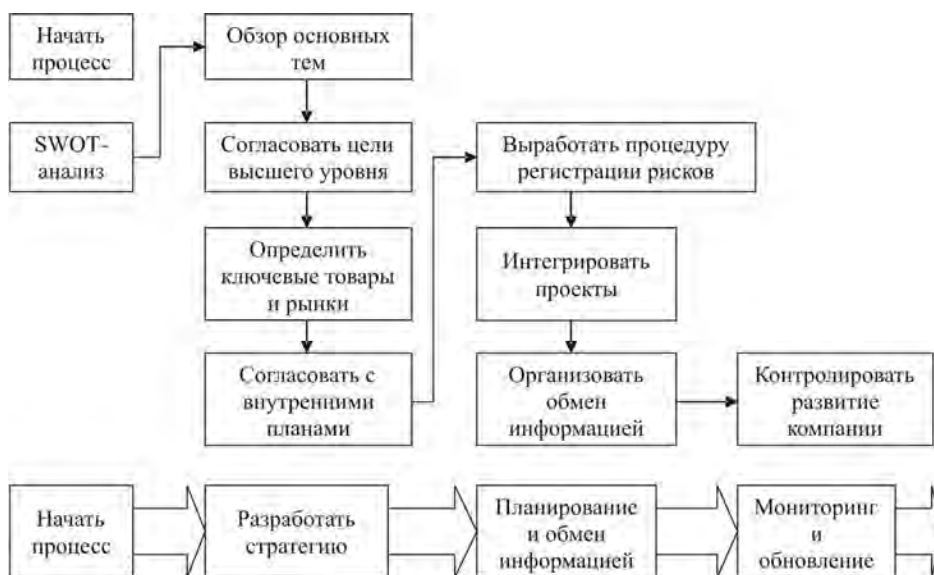 Начать
процесс
Обзор основных
тем
SWOT-
анализ
Согласовать цели
высшего уровня
Выработать процедуру
регистрации рисков
Определить
ключевые товары
и рынки
Интегрировать
проекты
Согласовать с
внутренними
планами
Организовать
обмен
информацией
Контролировать
развитие
компании
Начать
процесс
Разработать
стратегию
Планирование
и обмен
информацией
Мониторинг
и
обновление